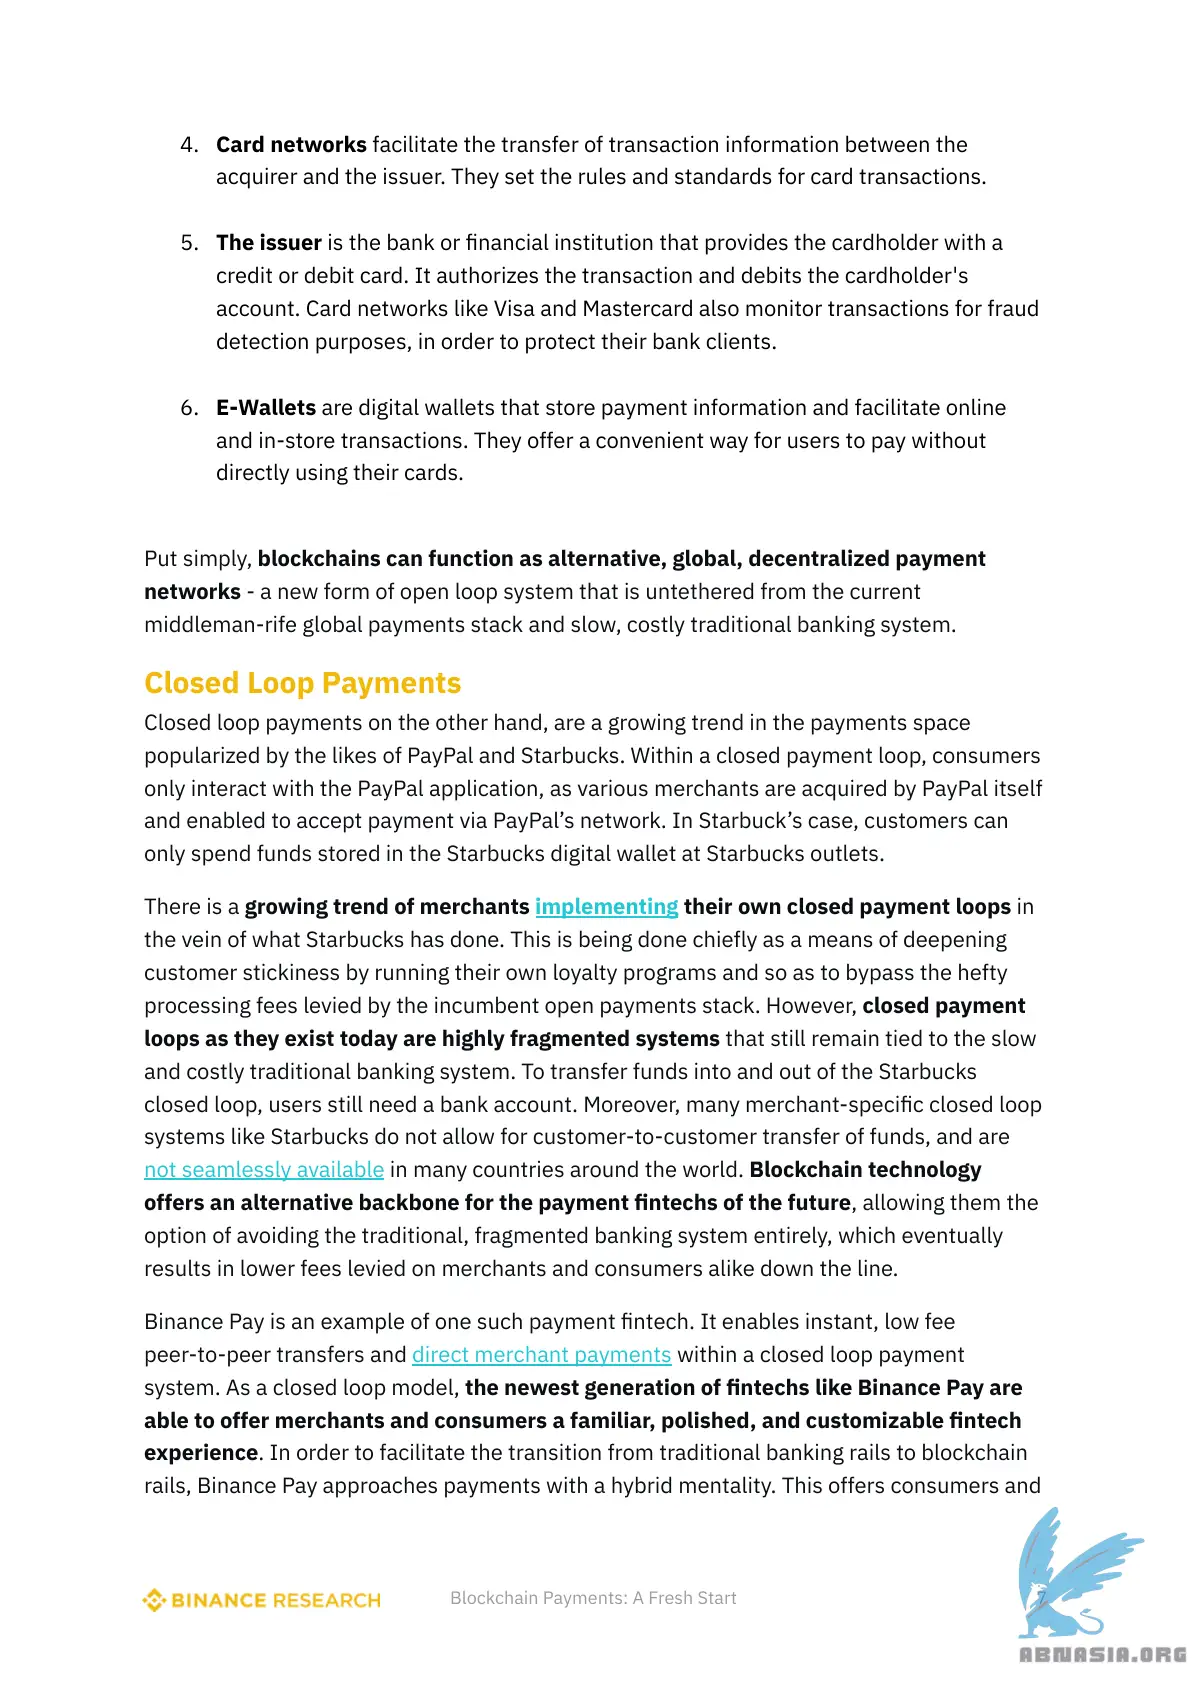 4. Card networks facilitate the transfer of transaction information between the
acquirer and the issuer. They set the rules and standards for card transactions.
5. The issuer is the bank or financial institution that provides the cardholder with a
credit or debit card. It authorizes the transaction and debits the cardholder's
account. Card networks like Visa and Mastercard also monitor transactions for fraud
detection purposes, in order to protect their bank clients.
6. E-Wallets are digital wallets that store payment information and facilitate online
and in-store transactions. They offer a convenient way for users to pay without
directly using their cards.
Put simply, blockchains can function as alternative, global, decentralized payment
networks - a new form of open loop system that is untethered from the current
middleman-rife global payments stack and slow, costly traditional banking system.
Closed Loop Payments
Closed loop payments on the other hand, are a growing trend in the payments space
popularized by the likes of PayPal and Starbucks. Within a closed payment loop, consumers
only interact with the PayPal application, as various merchants are acquired by PayPal itself
and enabled to accept payment via PayPal’s network. In Starbuck’s case, customers can
only spend funds stored in the Starbucks digital wallet at Starbucks outlets.
There is a growing trend of merchants implementing their own closed payment loops in
the vein of what Starbucks has done. This is being done chiefly as a means of deepening
customer stickiness by running their own loyalty programs and so as to bypass the hefty
processing fees levied by the incumbent open payments stack. However, closed payment
loops as they exist today are highly fragmented systems that still remain tied to the slow
and costly traditional banking system. To transfer funds into and out of the Starbucks
closed loop, users still need a bank account. Moreover, many merchant-specific closed loop
systems like Starbucks do not allow for customer-to-customer transfer of funds, and are
not seamlessly available in many countries around the world. Blockchain technology
offers an alternative backbone for the payment fintechs of the future, allowing them the
option of avoiding the traditional, fragmented banking system entirely, which eventually
results in lower fees levied on merchants and consumers alike down the line.
Binance Pay is an example of one such payment fintech. It enables instant, low fee
peer-to-peer transfers and direct merchant payments within a closed loop payment
system. As a closed loop model, the newest generation of fintechs like Binance Pay are
able to offer merchants and consumers a familiar, polished, and customizable fintech
experience. In order to facilitate the transition from traditional banking rails to blockchain
rails, Binance Pay approaches payments with a hybrid mentality. This offers consumers and
BINANCE RESEARCH
Blockchain Payments: A Fresh Start
ABNASIA.ORG